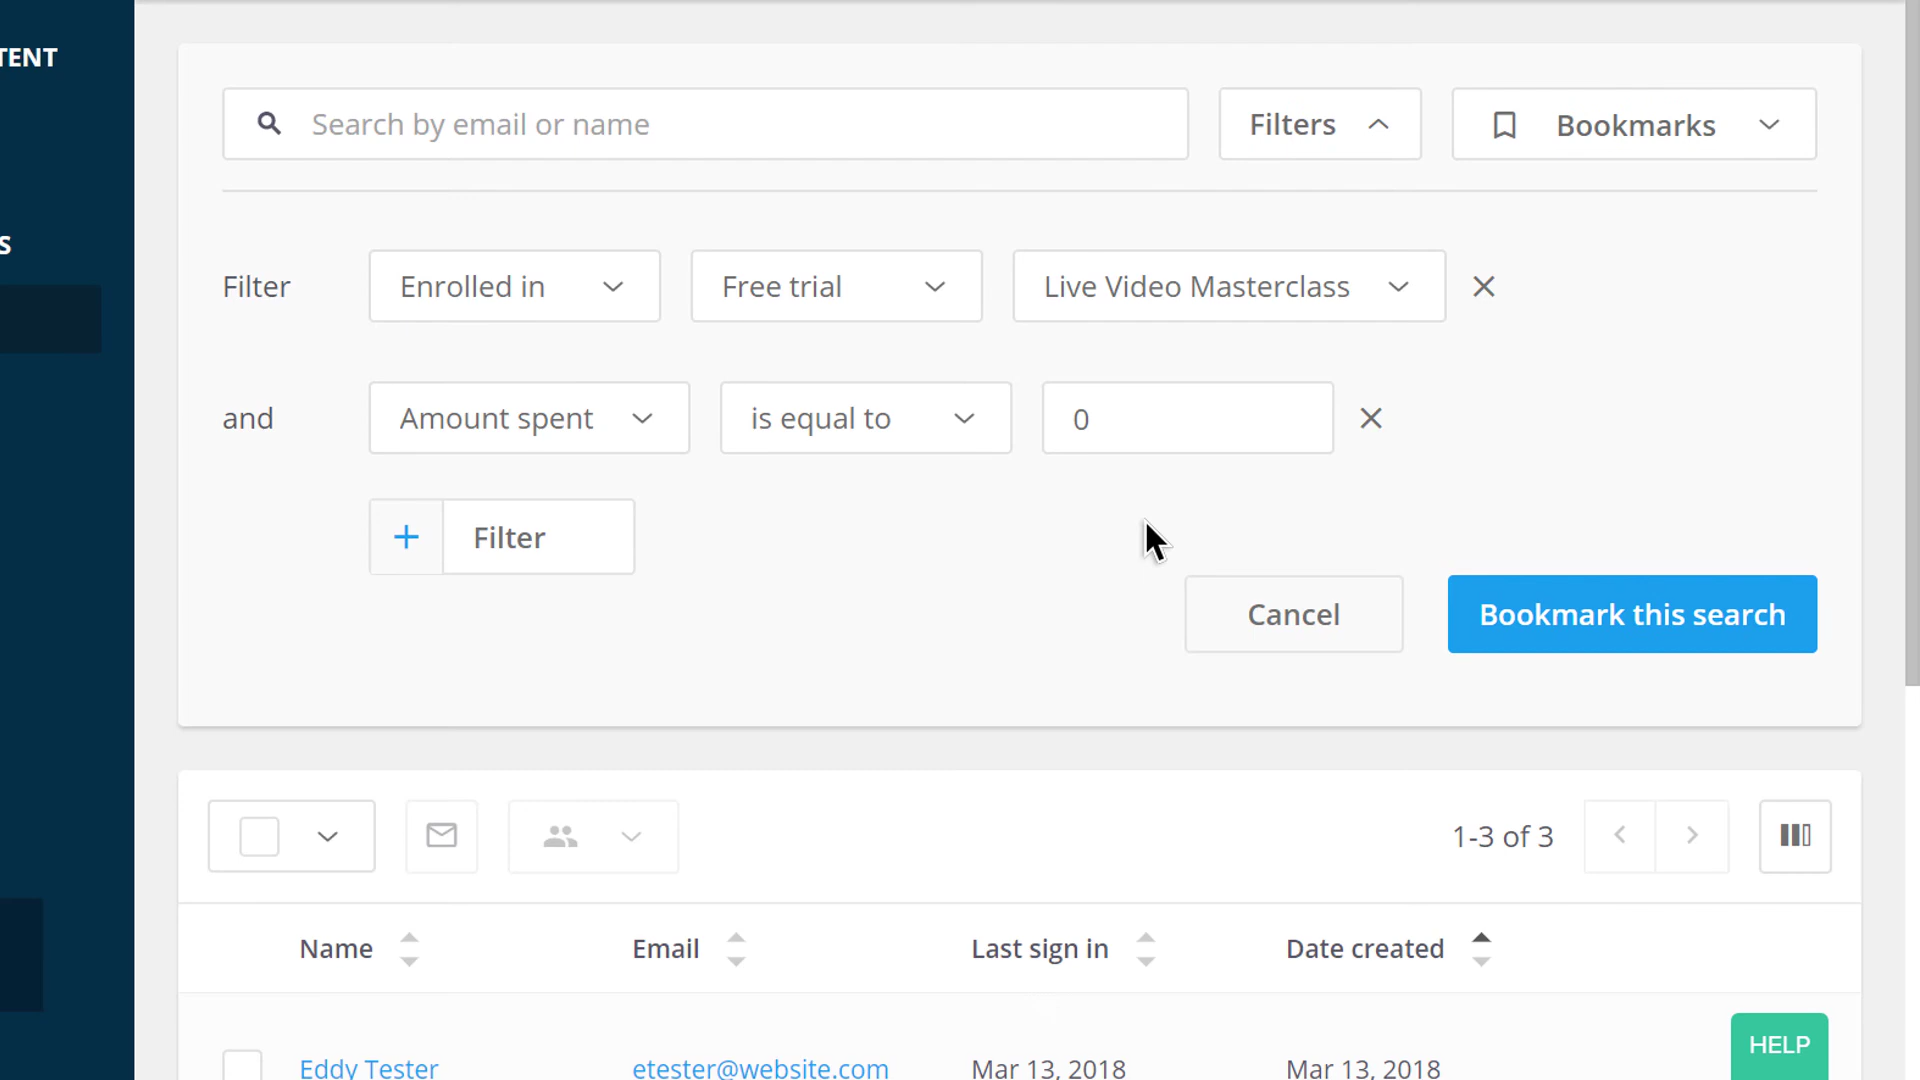 TENT
S
Search by email or name
Filters
Bookmarks
Filter Enrolled in Free trial Live Video Masterclass
and Amount spent is equal to 0
+ Filter
Cancel Bookmark this search
1-3 of 3
Name Email Last sign in Date created
Eddy Tester etester@website.com Mar 13, 2018 Mar 13, 2018
HELP